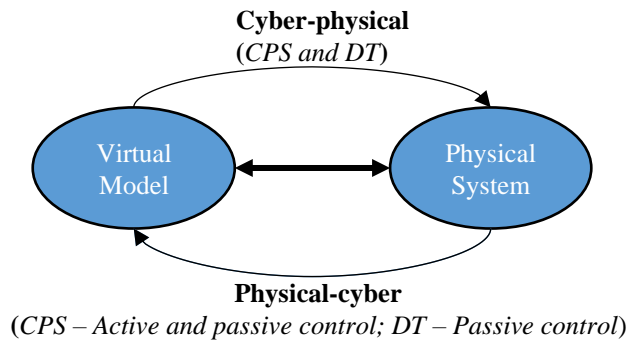 Cyber-physical
(CPS and DT)
Virtual
Model
Physical
System
Physical-cyber
(CPS – Active and passive control; DT – Passive control)